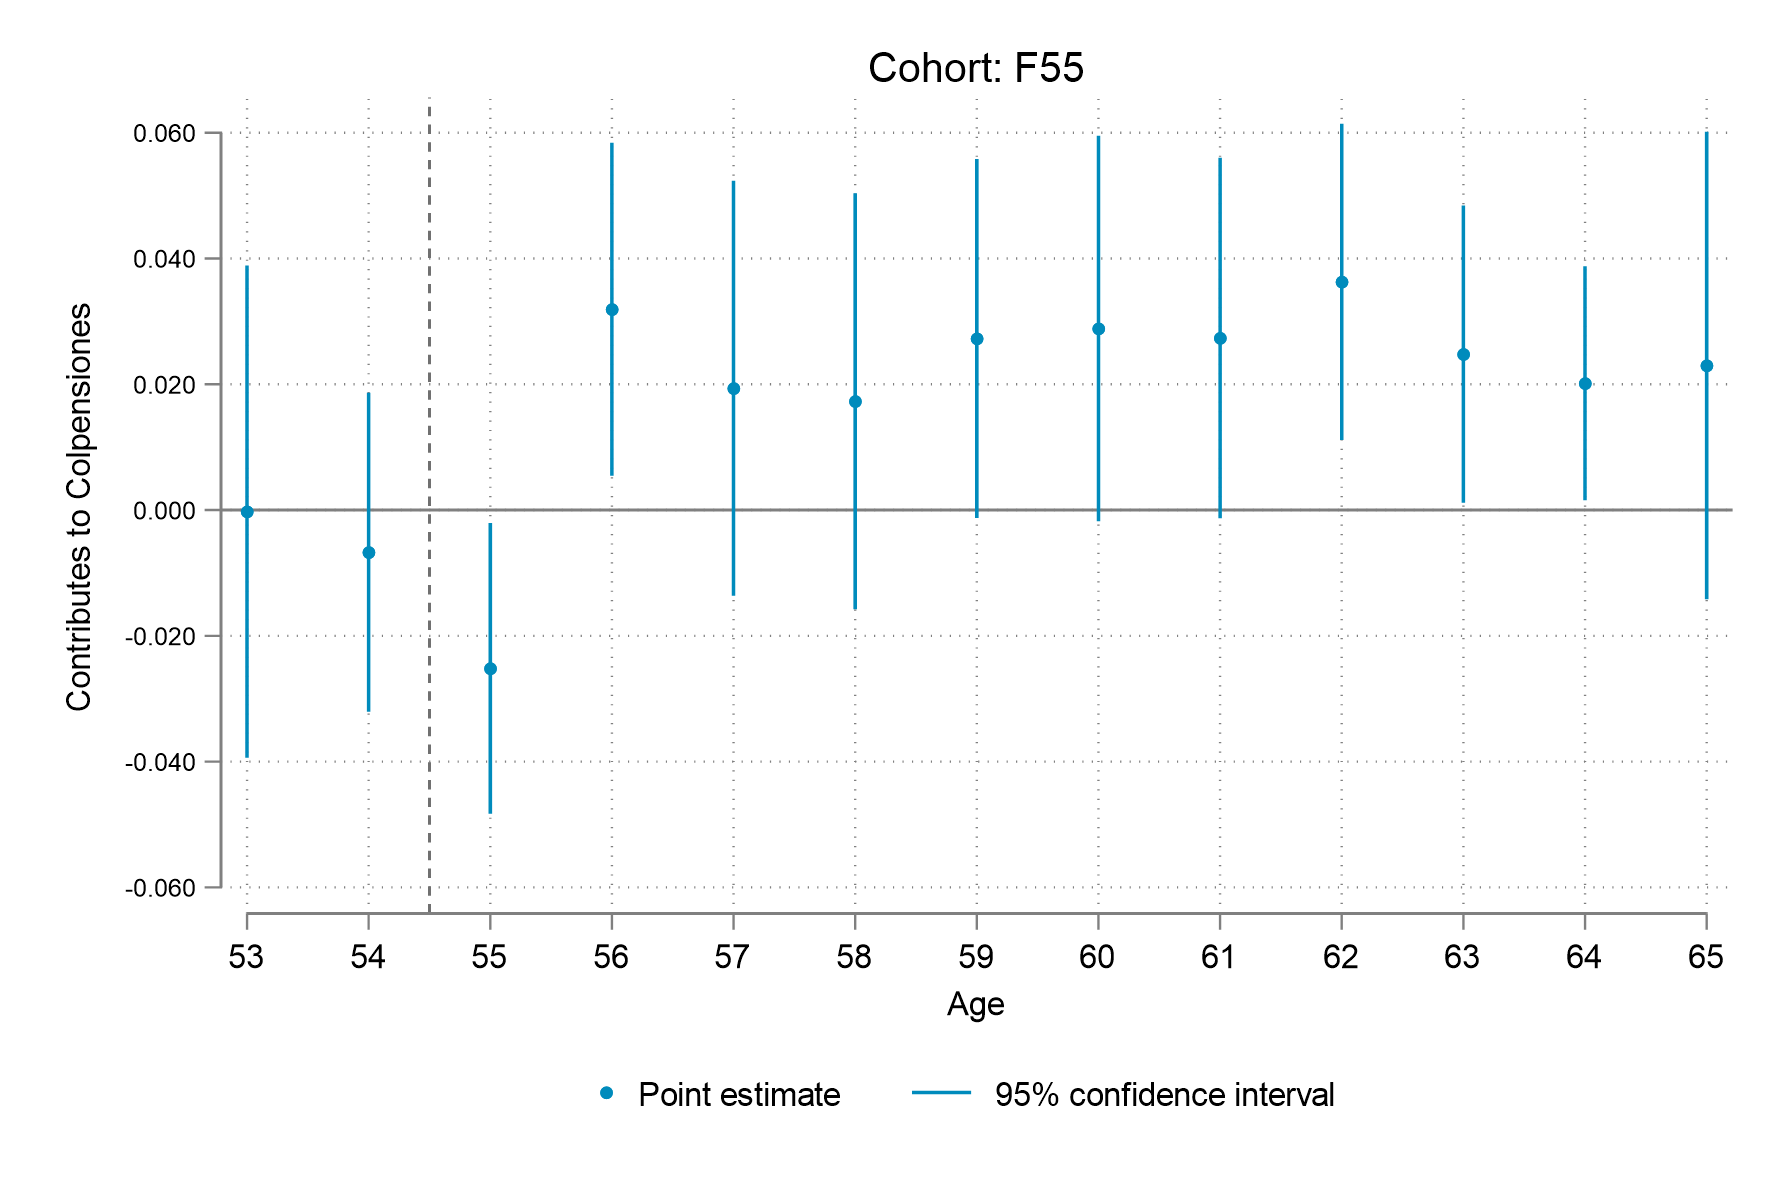 Cohort: F55
0.060
0.040
0.020
0.000
-0.020
-0.040
-0.060
Contributes to Colpensiones
53 54 55 56 57 58 59 60 61 62 63 64 65
Age
Point estimate 95% confidence interval